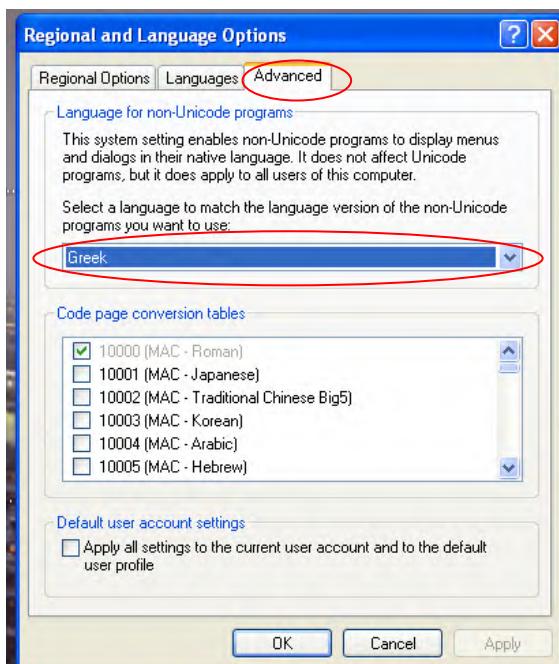 Regional and Language Options
Regional Options Languages Advanced
Language for non-Unicode programs
This system setting enables non-Unicode programs to display menus
and dialogs in their native language. It does not affect Unicode
programs, but it does apply to all users of this computer.
Select a language to match the language version of the non-Unicode
programs you want to use:
Greek
Code page conversion tables
10000 (MAC - Roman)
10001 (MAC - Japanese)
10002 (MAC - Traditional Chinese Big5)
10003 (MAC - Korean)
10004 (MAC - Arabic)
10005 (MAC - Hebrew)
Default user account settings
Apply all settings to the current user account and to the default
user profile
OK Cancel Apply